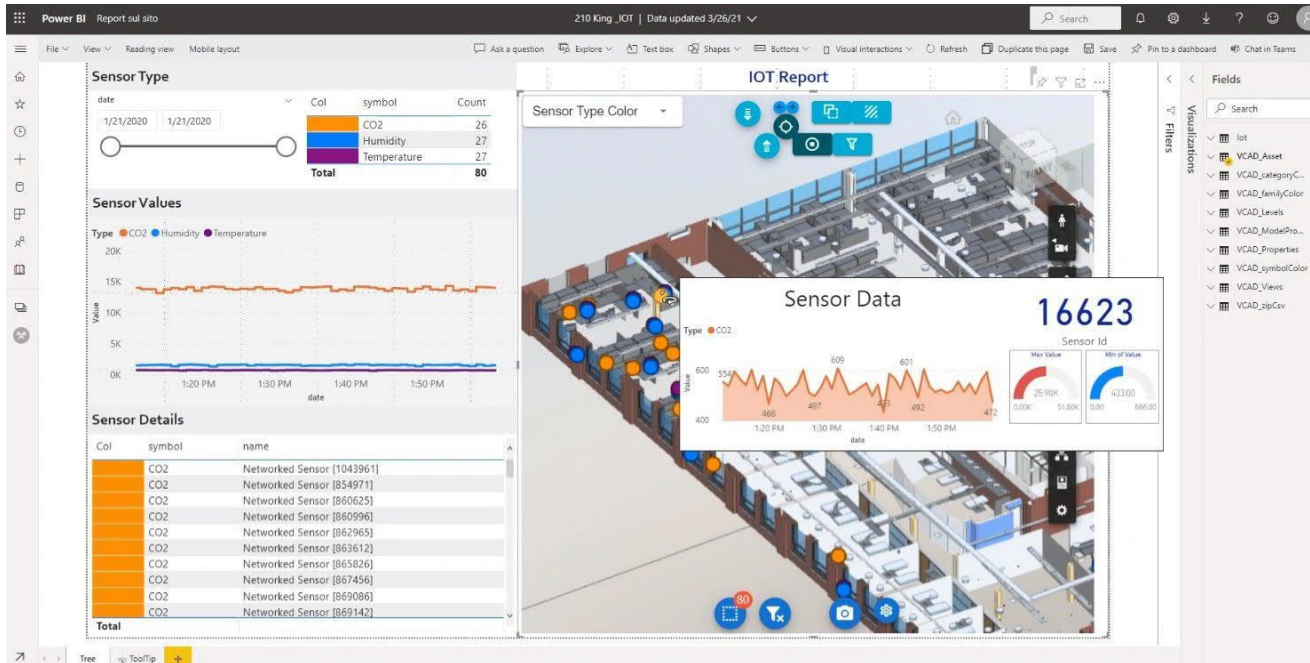 Power BI Report sul sito
210 King _IOT | Data updated 3/26/21
Search
File View Reading view Mobile layout
Ask a question Explore Text box Shapes Buttons Visual interactions Refresh Duplicate this page Save Pin to a dashboard Chat in Teams
Sensor Type
date
1/21/2020 1/21/2020
Col symbol Count
CO2 26
Humidity 27
Temperature 27
Total 80
Sensor Values
Type CO2 Humidity Temperature
20K
15K
10K
5K
0K
Value
1:20 PM 1:30 PM 1:40 PM 1:50 PM
date
Sensor Details
Col symbol name
CO2 Networked Sensor [1043961]
CO2 Networked Sensor [854971]
CO2 Networked Sensor [860625]
CO2 Networked Sensor [860996]
CO2 Networked Sensor [862965]
CO2 Networked Sensor [863612]
CO2 Networked Sensor [865826]
CO2 Networked Sensor [867456]
CO2 Networked Sensor [869086]
CO2 Networked Sensor [869142]
Total
IOT Report
Sensor Type Color
TOP
Sensor Data
Type CO2
600
400
Value
554 609 601
466 497 433 492 472
1:20 PM 1:30 PM 1:40 PM 1:50 PM
date
16623
Sensor Id
Max Value
25.90K
0.00K 51.80K
Min of Value
433.00
0.00 866.00
80
Filters
Visualizations
Fields
Search
Iot
VCAD_Asset
VCAD_categoryC...
VCAD_familyColor
VCAD_Levels
VCAD_ModelPro...
VCAD_Properties
VCAD_symbolColor
VCAD_Views
VCAD_zipCsv
Tree ToolTip +